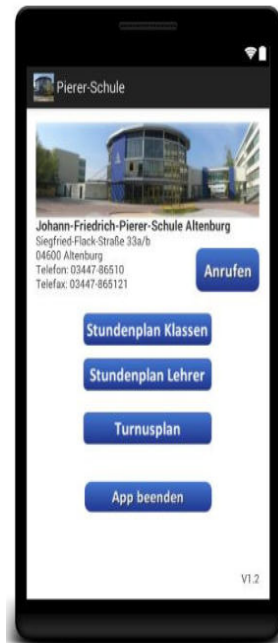 Pierer-Schule
Johann-Friedrich-Pierer-Schule Altenburg
Siegfried-Flack-Straße 33a/b
04600 Altenburg
Telefon: 03447-86510
Telefax: 03447-865121
Anrufen
Stundenplan Klassen
Stundenplan Lehrer
Turnusplan
App beenden
V1.2